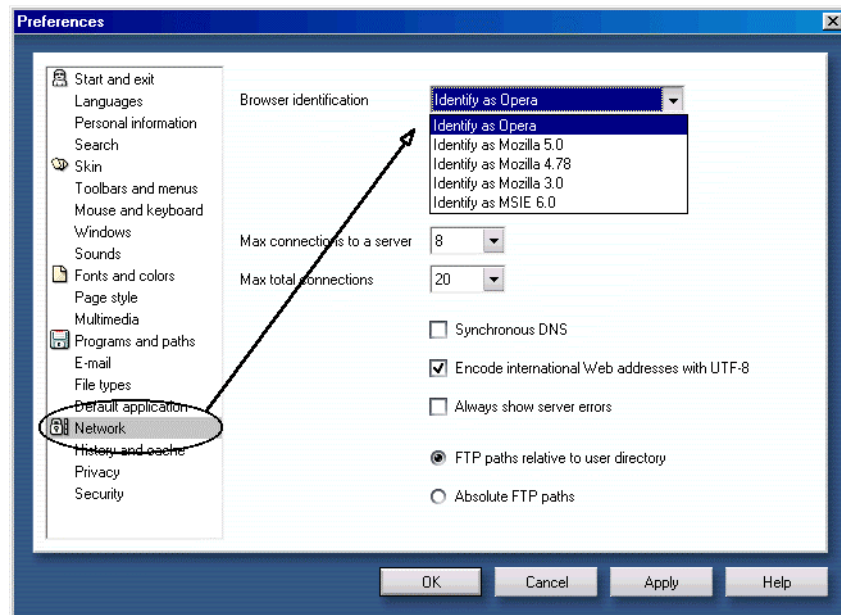 Preferences
Start and exit
Languages
Personal information
Search
Skin
Toolbars and menus
Mouse and keyboard
Windows
Sounds
Fonts and colors
Page style
Multimedia
Programs and paths
E-mail
File types
Default application
Network
History and cache
Privacy
Security
Browser identification
Identify as Opera
Identify as Opera
Identify as Mozilla 5.0
Identify as Mozilla 4.78
Identify as Mozilla 3.0
Identify as MSIE 6.0
Max connections to a server 8
Max total connections 20
Synchronous DNS
Encode international Web addresses with UTF-8
Always show server errors
FTP paths relative to user directory
Absolute FTP paths
OK Cancel Apply Help